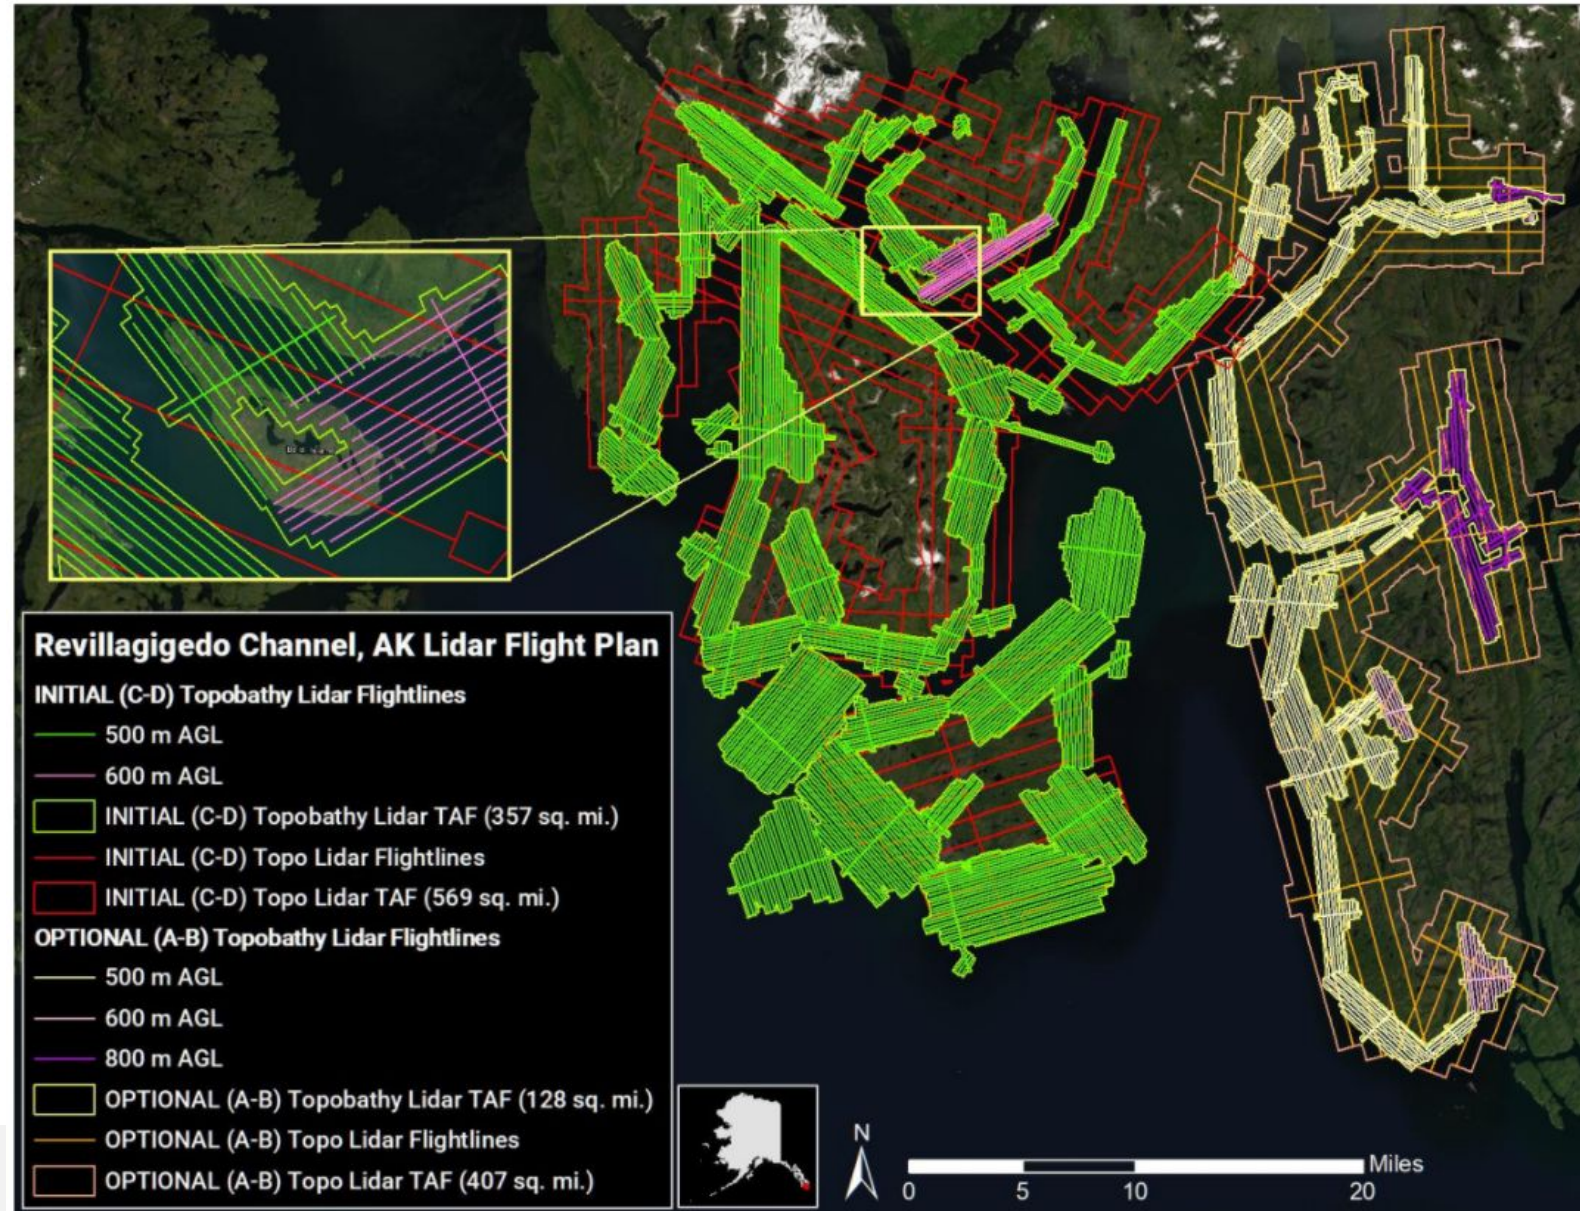 Revillagigedo Channel, AK Lidar Flight Plan
INITIAL (C-D) Topobathy Lidar Flightlines
500 m AGL
600 m AGL
INITIAL (C-D) Topobathy Lidar TAF (357 sq. mi.)
INITIAL (C-D) Topo Lidar Flightlines
INITIAL (C-D) Topo Lidar TAF (569 sq. mi.)
OPTIONAL (A-B) Topobathy Lidar Flightlines
500 m AGL
600 m AGL
800 m AGL
OPTIONAL (A-B) Topobathy Lidar TAF (128 sq. mi.)
OPTIONAL (A-B) Topo Lidar Flightlines
OPTIONAL (A-B) Topo Lidar TAF (407 sq. mi.)
N
Miles
0 5 10 20